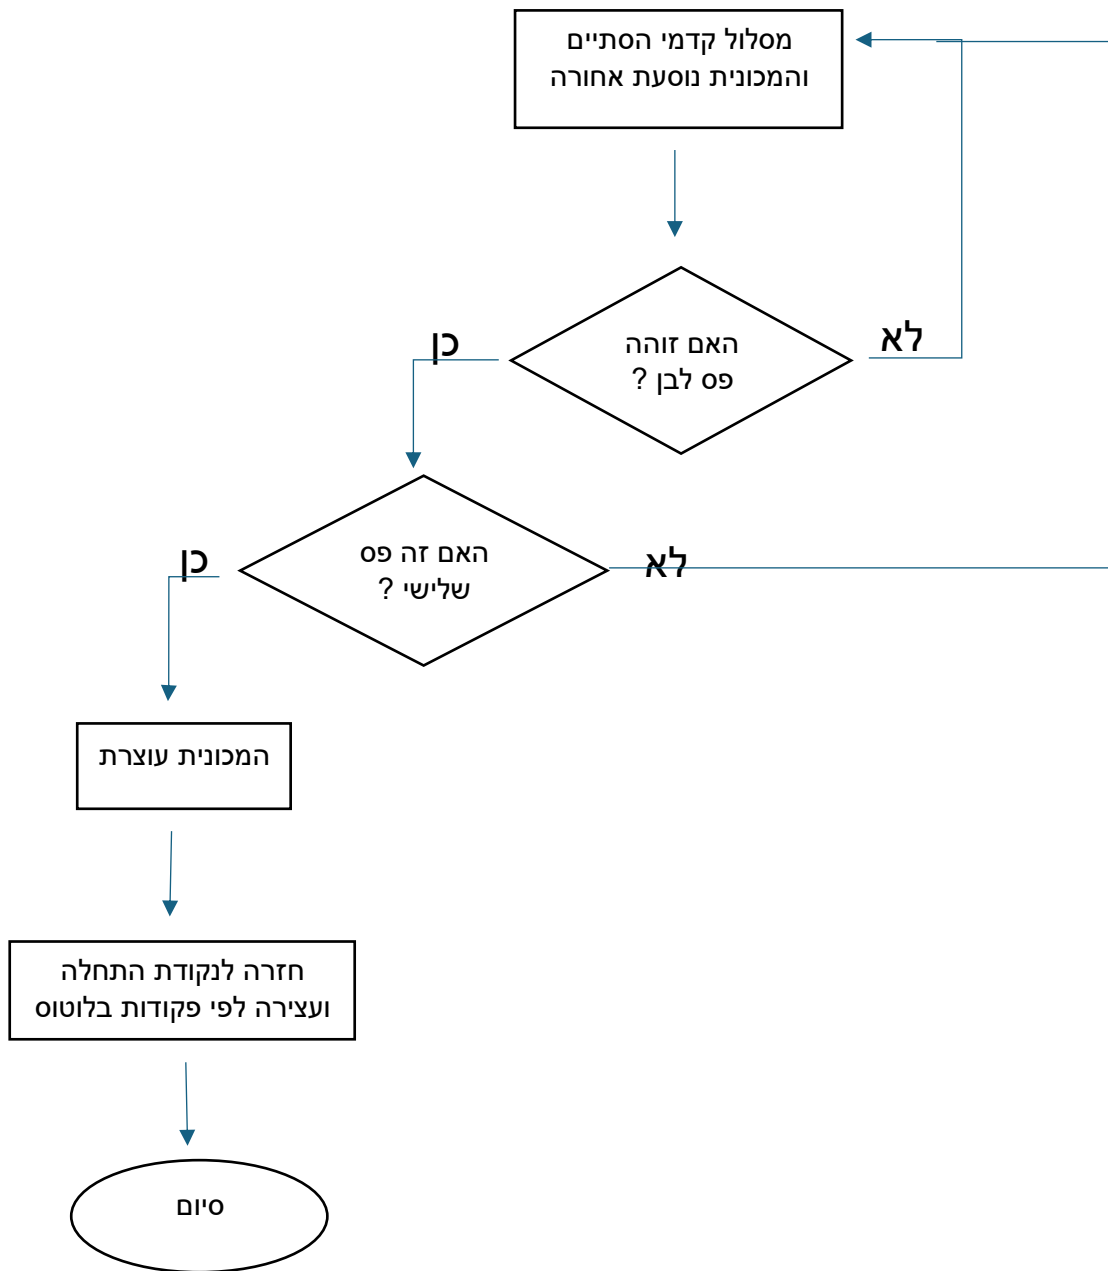 מסלול קדמי הסתיים
והמכונית נוסעת אחורה
האם זוהה
פס לבן ?
לא
כן
האם זה פס
שלישי ?
לא
כן
המכונית עוצרת
חזרה לנקודת התחלה
ועצירה לפי פקודות בלוטוס
סיום